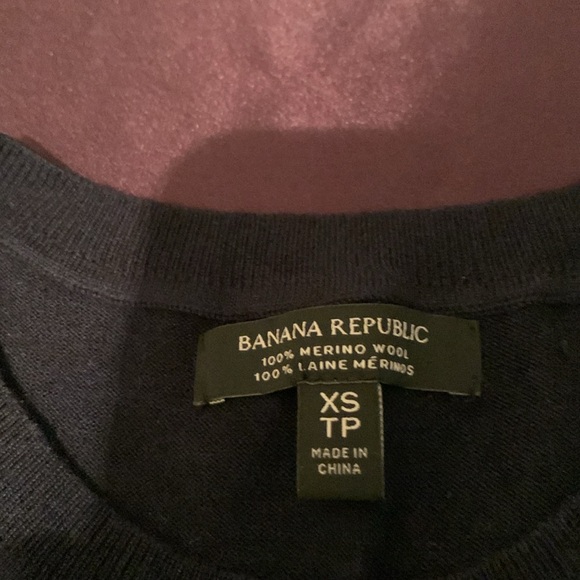 BANANA REPUBLIC
100% MERINO WOOL
100% LAINE MÉRINOS
XS
TP
MADE IN
CHINA